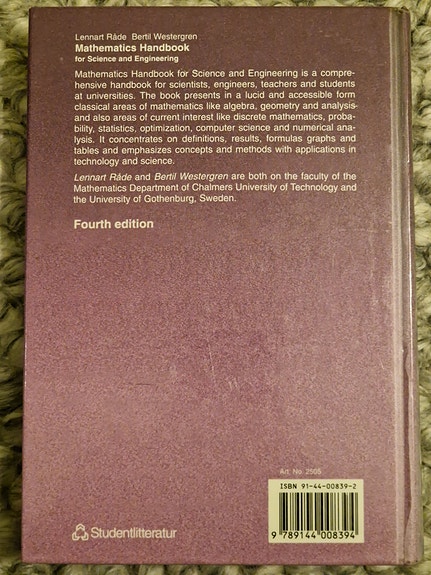 Lennart Råde Bertil Westergren
Mathematics Handbook
for Science and Engineering
Mathematics Handbook for Science and Engineering is a compre-
hensive handbook for scientists, engineers, teachers and students
at universities. The book presents in a lucid and accessible form
classical areas of mathematics like algebra, geometry and analysis
and also areas of current interest like discrete mathematics, proba-
bility, statistics, optimization, computer science and numerical ana-
lysis. It concentrates on definitions, results, formulas graphs and
tables and emphasizes concepts and methods with applications in
technology and science.
Lennart Råde and Bertil Westergren are both on the faculty of the
Mathematics Department of Chalmers University of Technology and
the University of Gothenburg, Sweden.
Fourth edition
Art. No. 2505
ISBN 91-44-00839-2
9 789144 008394
Studentlitteratur